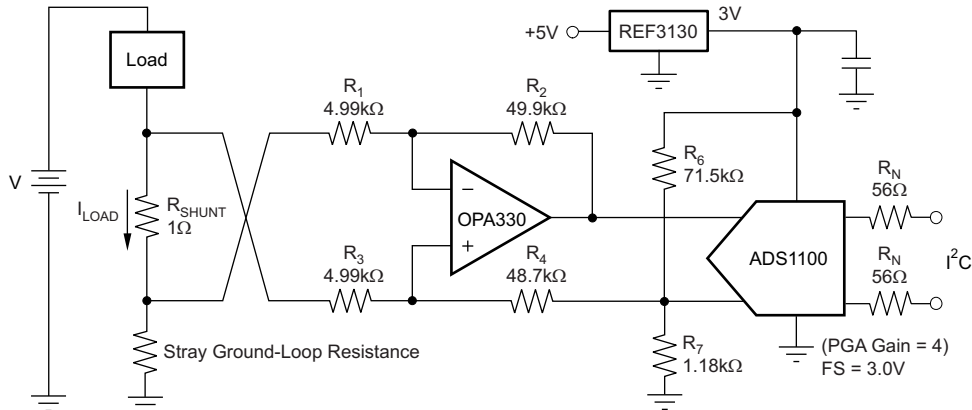 REF3130
3V
+5V
Load
R1
4.99kΩ
R2
49.9kΩ
R6
71.5kΩ
V
ILOAD
RSHUNT
1Ω
−
OPA330
+
RN
56Ω
ADS1100
I2C
RN
56Ω
R3
4.99kΩ
R4
48.7kΩ
Stray Ground-Loop Resistance
R7
1.18kΩ
(PGA Gain = 4)
FS = 3.0V